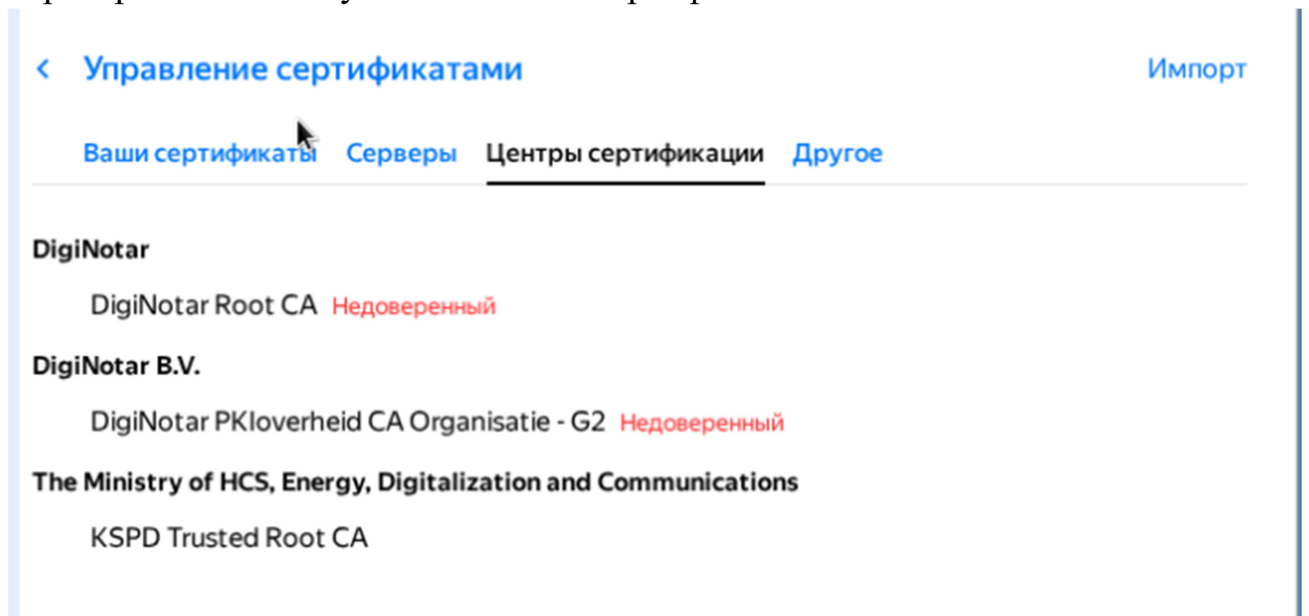 Управление сертификатами Импорт
Ваши сертификаты Серверы Центры сертификации Другое
DigiNotar
DigiNotar Root CA Недоверенный
DigiNotar B.V.
DigiNotar PKIoverheid CA Organisatie - G2 Недоверенный
The Ministry of HCS, Energy, Digitalization and Communications
KSPD Trusted Root CA